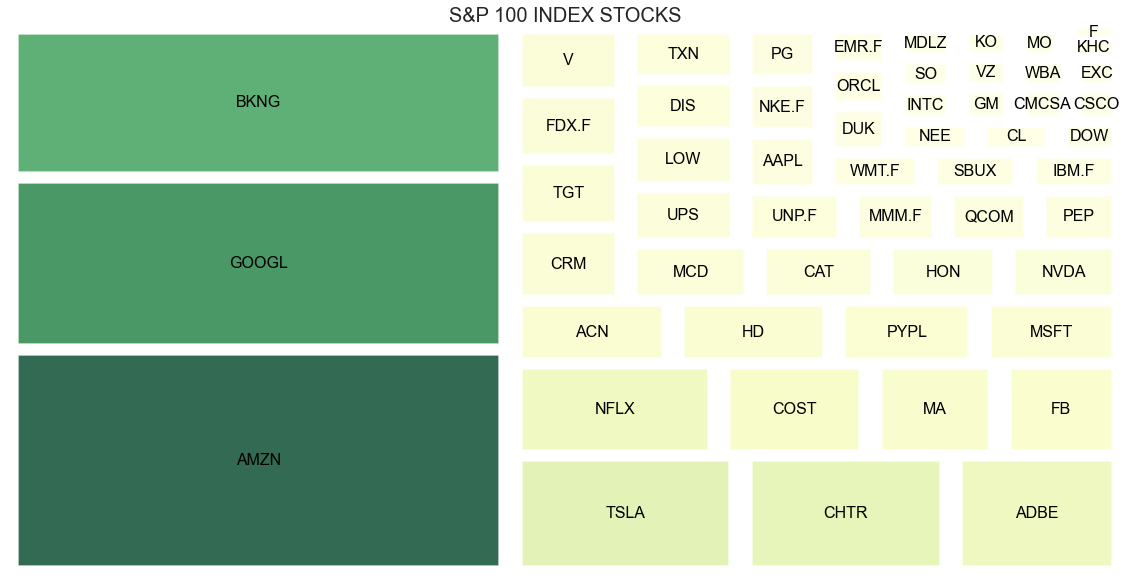 S&P 100 INDEX STOCKS
BKNG
GOOGL
AMZN
V
FDX.F
TGT
CRM
TXN
DIS
LOW
UPS
PG
NKE.F
AAPL
EMR.F
ORCL
DUK
MDLZ
KO
MO
F
KHC
SO
VZ
WBA
EXC
INTC
GM
CMCSA
CSCO
NEE
CL
DOW
WMT.F
SBUX
IBM.F
UNP.F
MMM.F
QCOM
PEP
MCD
CAT
HON
NVDA
ACN
HD
PYPL
MSFT
NFLX
COST
MA
FB
TSLA
CHTR
ADBE